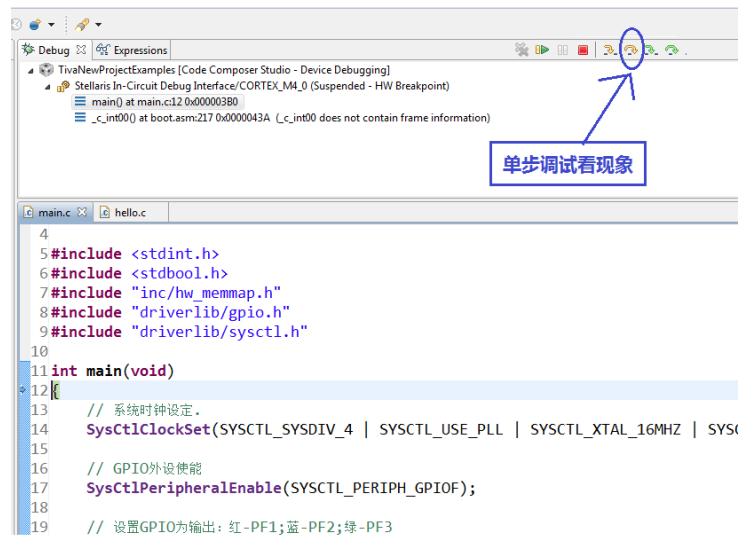 Debug Expressions
TivaNewProjectExamples [Code Composer Studio - Device Debugging]
Stellaris In-Circuit Debug Interface/CORTEX_M4_0 (Suspended - HW Breakpoint)
main() at main.c:12 0x000003B0
_c_int00() at boot.asm:217 0x0000043A (_c_int00 does not contain frame information)
单步调试看现象
main.c hello.c
4
5 #include <stdint.h>
6 #include <stdbool.h>
7 #include "inc/hw_memmap.h"
8 #include "driverlib/gpio.h"
9 #include "driverlib/sysctl.h"
10
11 int main(void)
12 {
13 // 系统时钟设定.
14 SysCtlClockSet(SYSCTL_SYSDIV_4 | SYSCTL_USE_PLL | SYSCTL_XTAL_16MHZ | SYSC
15
16 // GPIO外设使能
17 SysCtlPeripheralEnable(SYSCTL_PERIPH_GPIOF);
18
19 // 设置GPIO为输出：红-PF1;蓝-PF2;绿-PF3